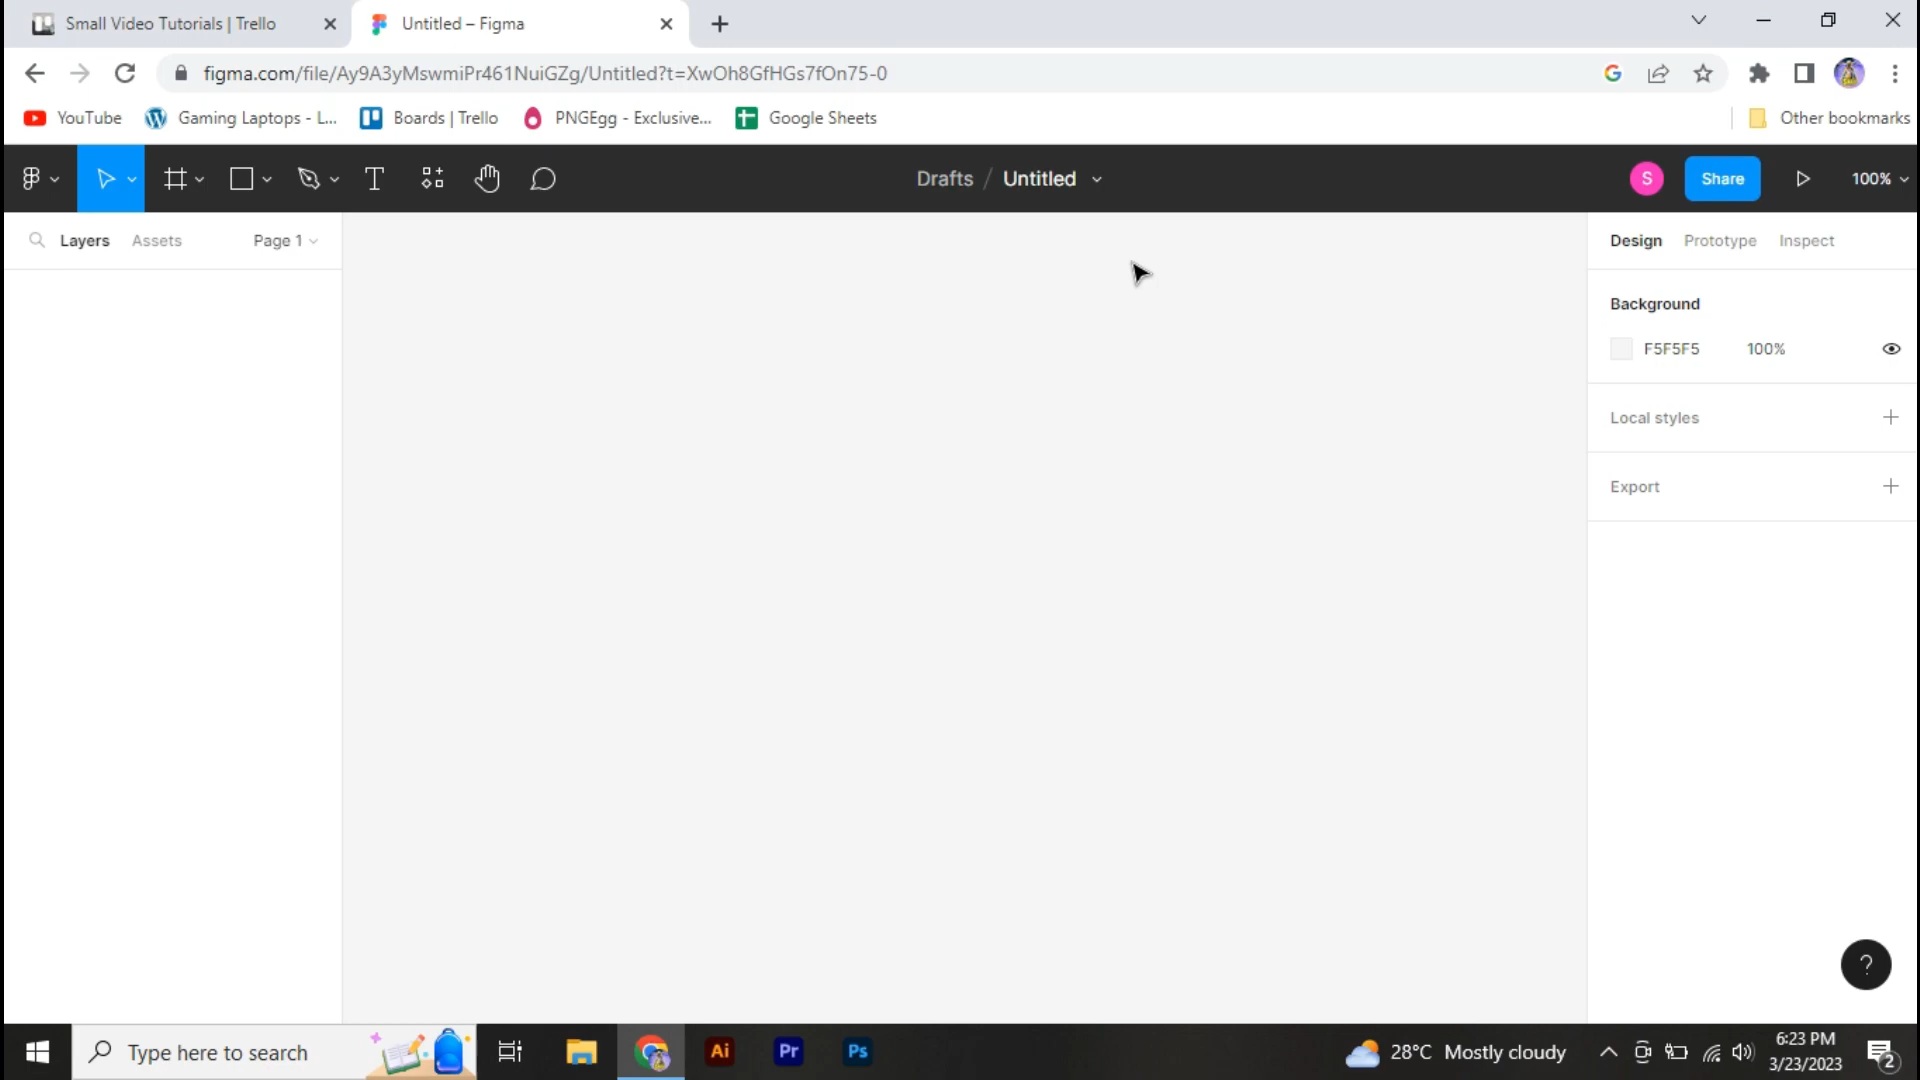 Small Video Tutorials | Trello
Untitled – Figma
figma.com/file/Ay9A3yMswmiPr461NuiGZg/Untitled?t=XwOh8GfHGs7fOn75-0
YouTube
Gaming Laptops - L...
Boards | Trello
PNGEgg - Exclusive...
Google Sheets
Other bookmarks
Drafts / Untitled
S
Share
100%
Layers
Assets
Page 1
Design
Prototype
Inspect
Background
F5F5F5
100%
Local styles
Export
?
Type here to search
Ai
Pr
Ps
28°C Mostly cloudy
6:23 PM
3/23/2023
2